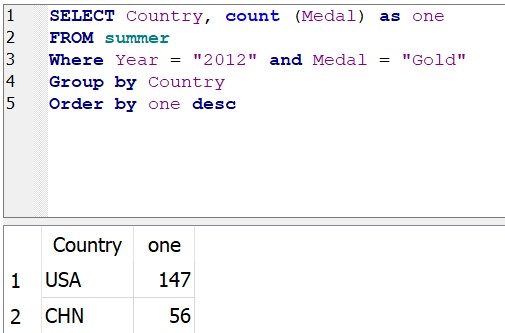 1 SELECT Country, count (Medal) as one
2 FROM summer
3 Where Year = "2012" and Medal = "Gold"
4 Group by Country
5 Order by one desc
Country one
1 USA 147
2 CHN 56